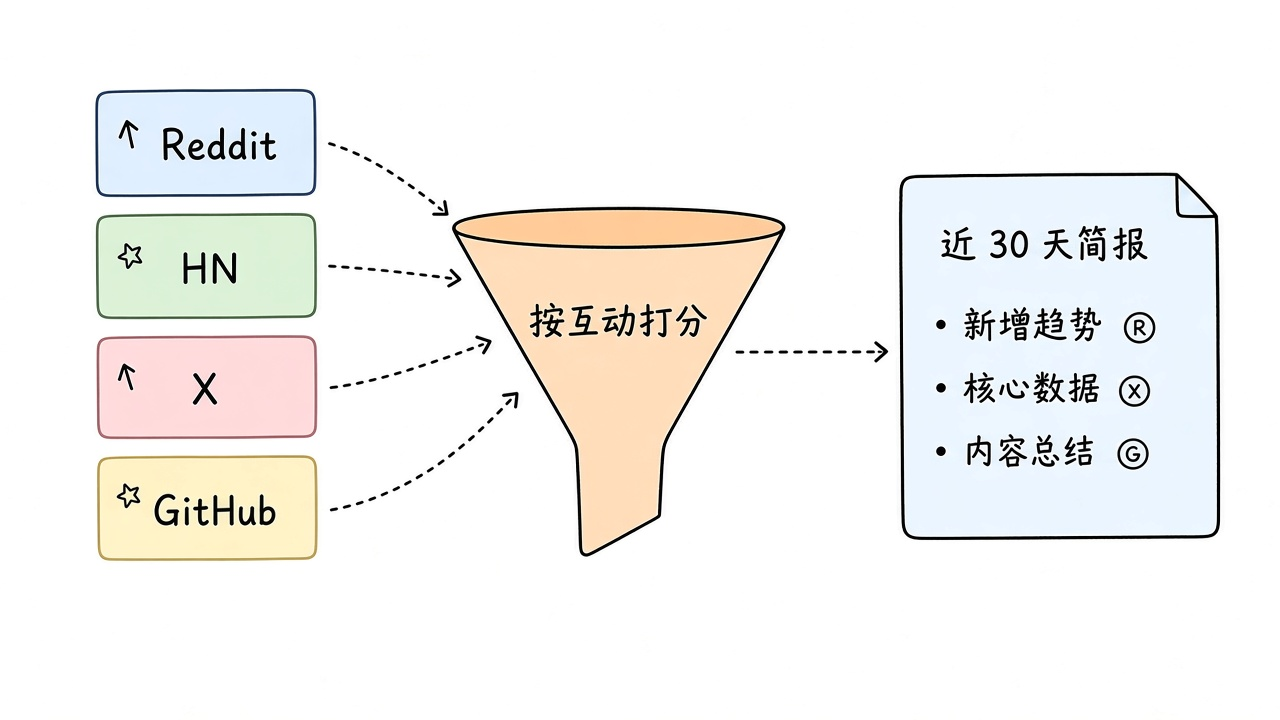 Reddit
HN
X
GitHub
按互动打分
近 30 天简报
• 新增趋势 Ⓡ
• 核心数据 Ⓧ
• 内容总结 Ⓖ